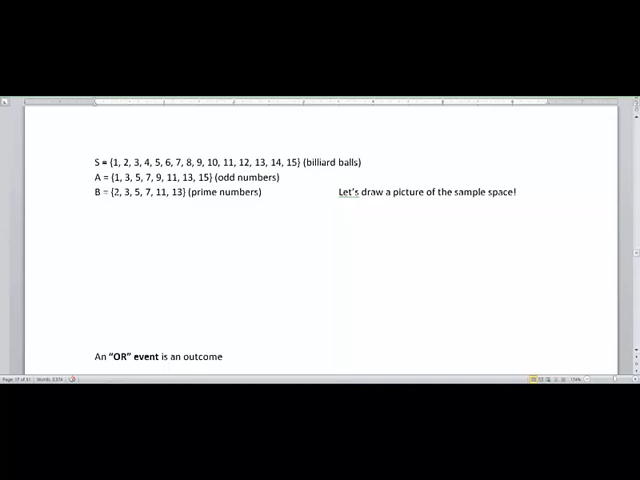 S = {1, 2, 3, 4, 5, 6, 7, 8, 9, 10, 11, 12, 13, 14, 15} (billiard balls)
A = {1, 3, 5, 7, 9, 11, 13, 15} (odd numbers)
B = {2, 3, 5, 7, 11, 13} (prime numbers) Let's draw a picture of the sample space!
An "OR" event is an outcome